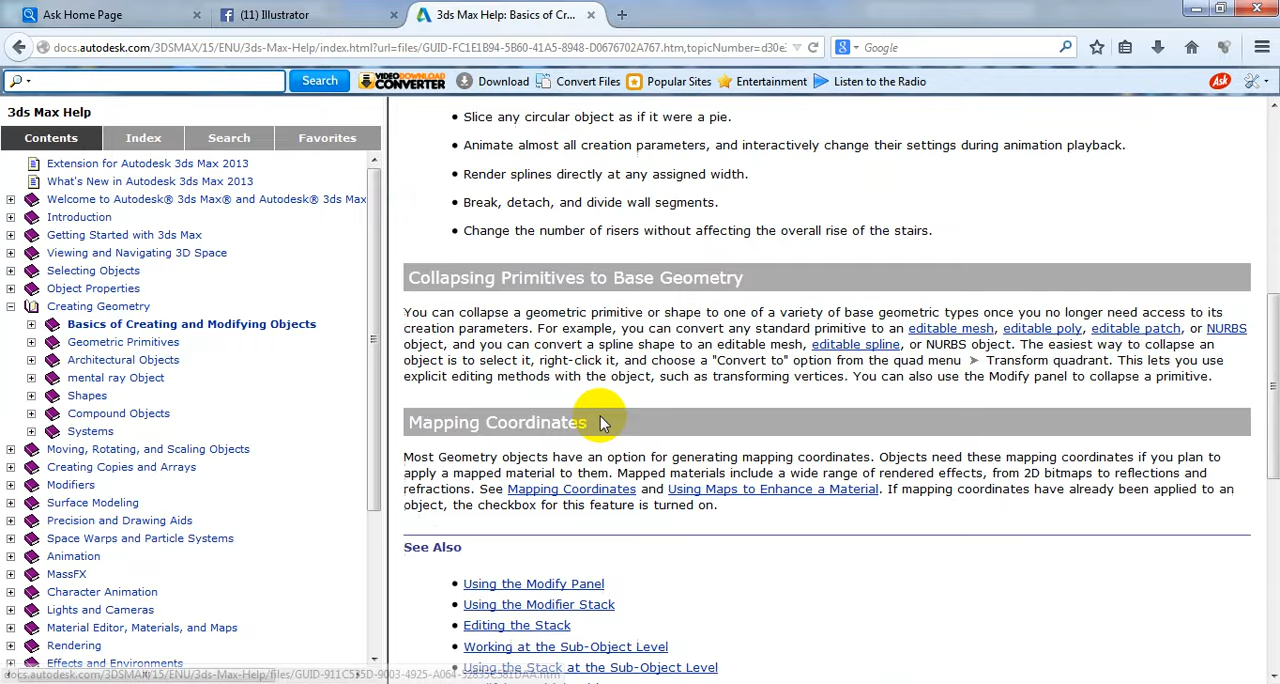 Ask Home Page
(11) Illustrator
3ds Max Help: Basics of Cr...
docs.autodesk.com/3DSMAX/15/ENU/3ds-Max-Help/index.html?url=files/GUID-FC1E1B94-5B60-41A5-8948-D0676702A767.htm,topicNumber=d30e:
Google
Search
VIDEO DOWNLOAD CONVERTER
Download
Convert Files
Popular Sites
Entertainment
Listen to the Radio
Ask
3ds Max Help
Contents
Index
Search
Favorites
Extension for Autodesk 3ds Max 2013
What's New in Autodesk 3ds Max 2013
Welcome to Autodesk® 3ds Max® and Autodesk® 3ds Max
Introduction
Getting Started with 3ds Max
Viewing and Navigating 3D Space
Selecting Objects
Object Properties
Creating Geometry
Basics of Creating and Modifying Objects
Geometric Primitives
Architectural Objects
mental ray Object
Shapes
Compound Objects
Systems
Moving, Rotating, and Scaling Objects
Creating Copies and Arrays
Modifiers
Surface Modeling
Precision and Drawing Aids
Space Warps and Particle Systems
Animation
MassFX
Character Animation
Lights and Cameras
Material Editor, Materials, and Maps
Rendering
Effects and Environments
• Slice any circular object as if it were a pie.
• Animate almost all creation parameters, and interactively change their settings during animation playback.
• Render splines directly at any assigned width.
• Break, detach, and divide wall segments.
• Change the number of risers without affecting the overall rise of the stairs.
Collapsing Primitives to Base Geometry
You can collapse a geometric primitive or shape to one of a variety of base geometric types once you no longer need access to its
creation parameters. For example, you can convert any standard primitive to an editable mesh, editable poly, editable patch, or NURBS
object, and you can convert a spline shape to an editable mesh, editable spline, or NURBS object. The easiest way to collapse an
object is to select it, right-click it, and choose a "Convert to" option from the quad menu ➤ Transform quadrant. This lets you use
explicit editing methods with the object, such as transforming vertices. You can also use the Modify panel to collapse a primitive.
Mapping Coordinates
Most Geometry objects have an option for generating mapping coordinates. Objects need these mapping coordinates if you plan to
apply a mapped material to them. Mapped materials include a wide range of rendered effects, from 2D bitmaps to reflections and
refractions. See Mapping Coordinates and Using Maps to Enhance a Material. If mapping coordinates have already been applied to an
object, the checkbox for this feature is turned on.
See Also
• Using the Modify Panel
• Using the Modifier Stack
• Editing the Stack
• Working at the Sub-Object Level
• Using the Stack at the Sub-Object Level